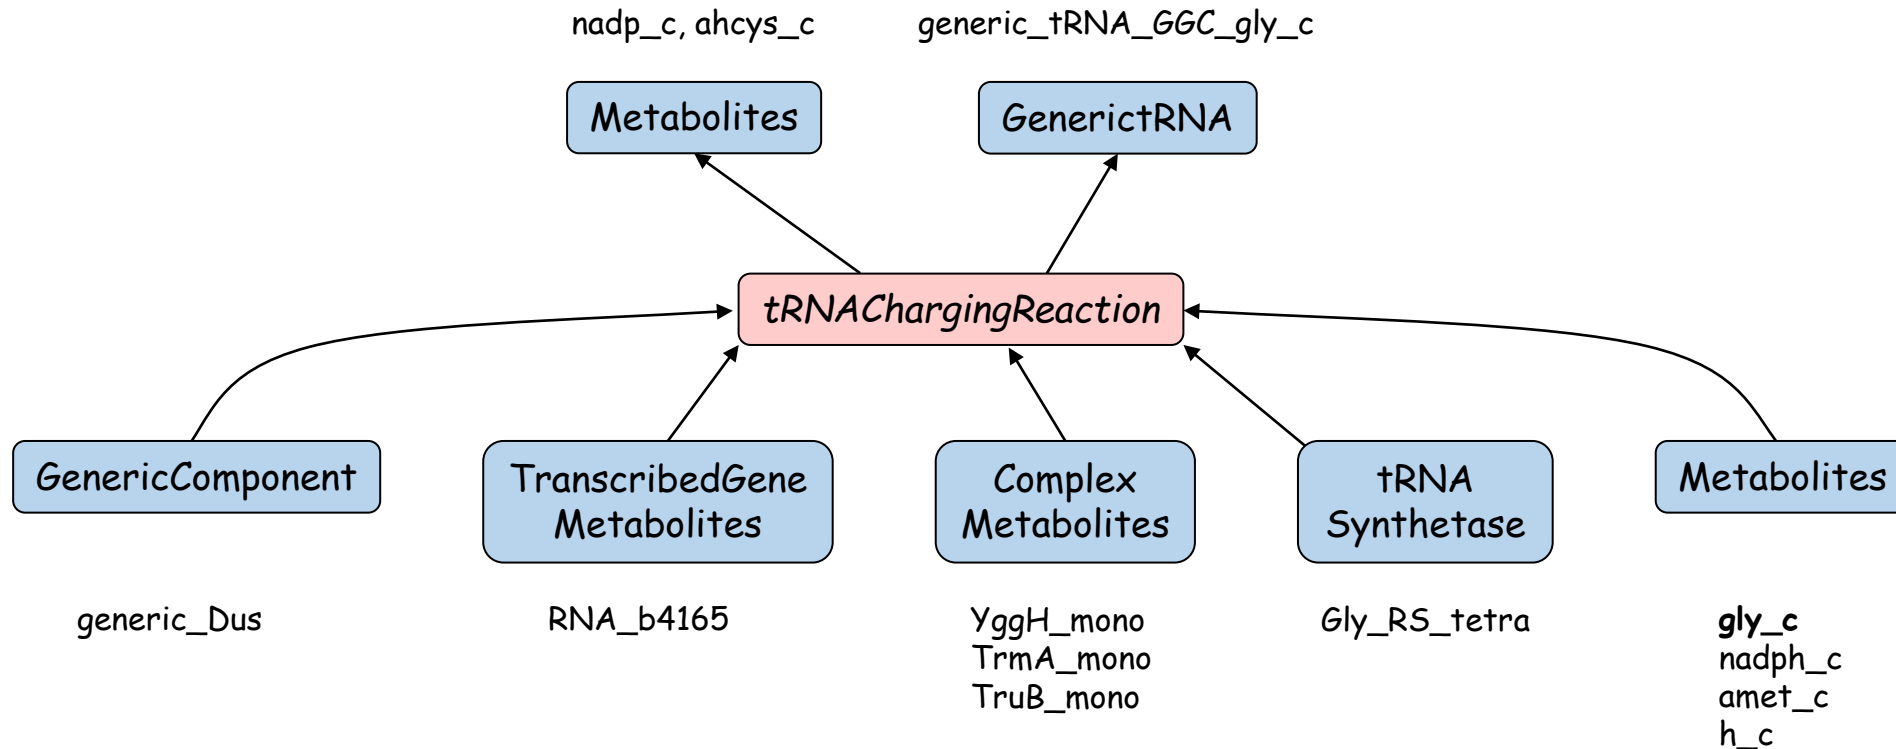 nadp_c, ahcys_c
generic_tRNA_GGC_gly_c
Metabolites
GenerictRNA
tRNAChargingReaction
GenericComponent
TranscribedGene
Metabolites
Complex
Metabolites
tRNA
Synthetase
Metabolites
generic_Dus
RNA_b4165
YggH_mono
TrmA_mono
TruB_mono
Gly_RS_tetra
gly_c
nadph_c
amet_c
h_c